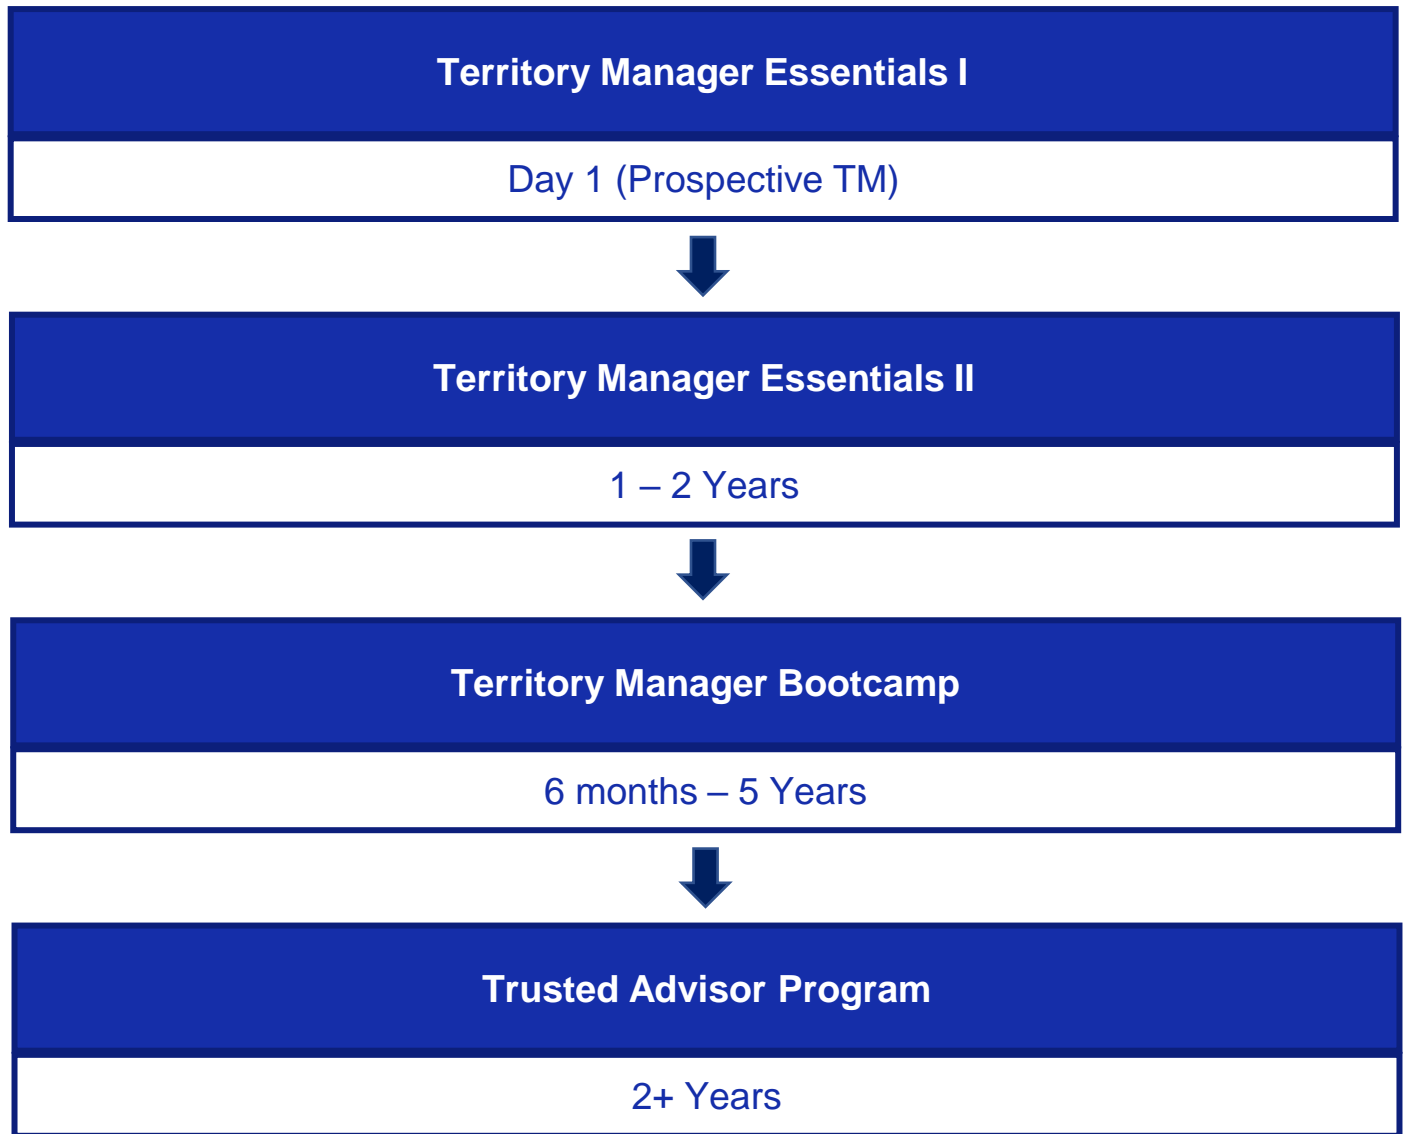 Territory Manager Essentials I
Day 1 (Prospective TM)
Territory Manager Essentials II
1 – 2 Years
Territory Manager Bootcamp
6 months – 5 Years
Trusted Advisor Program
2+ Years